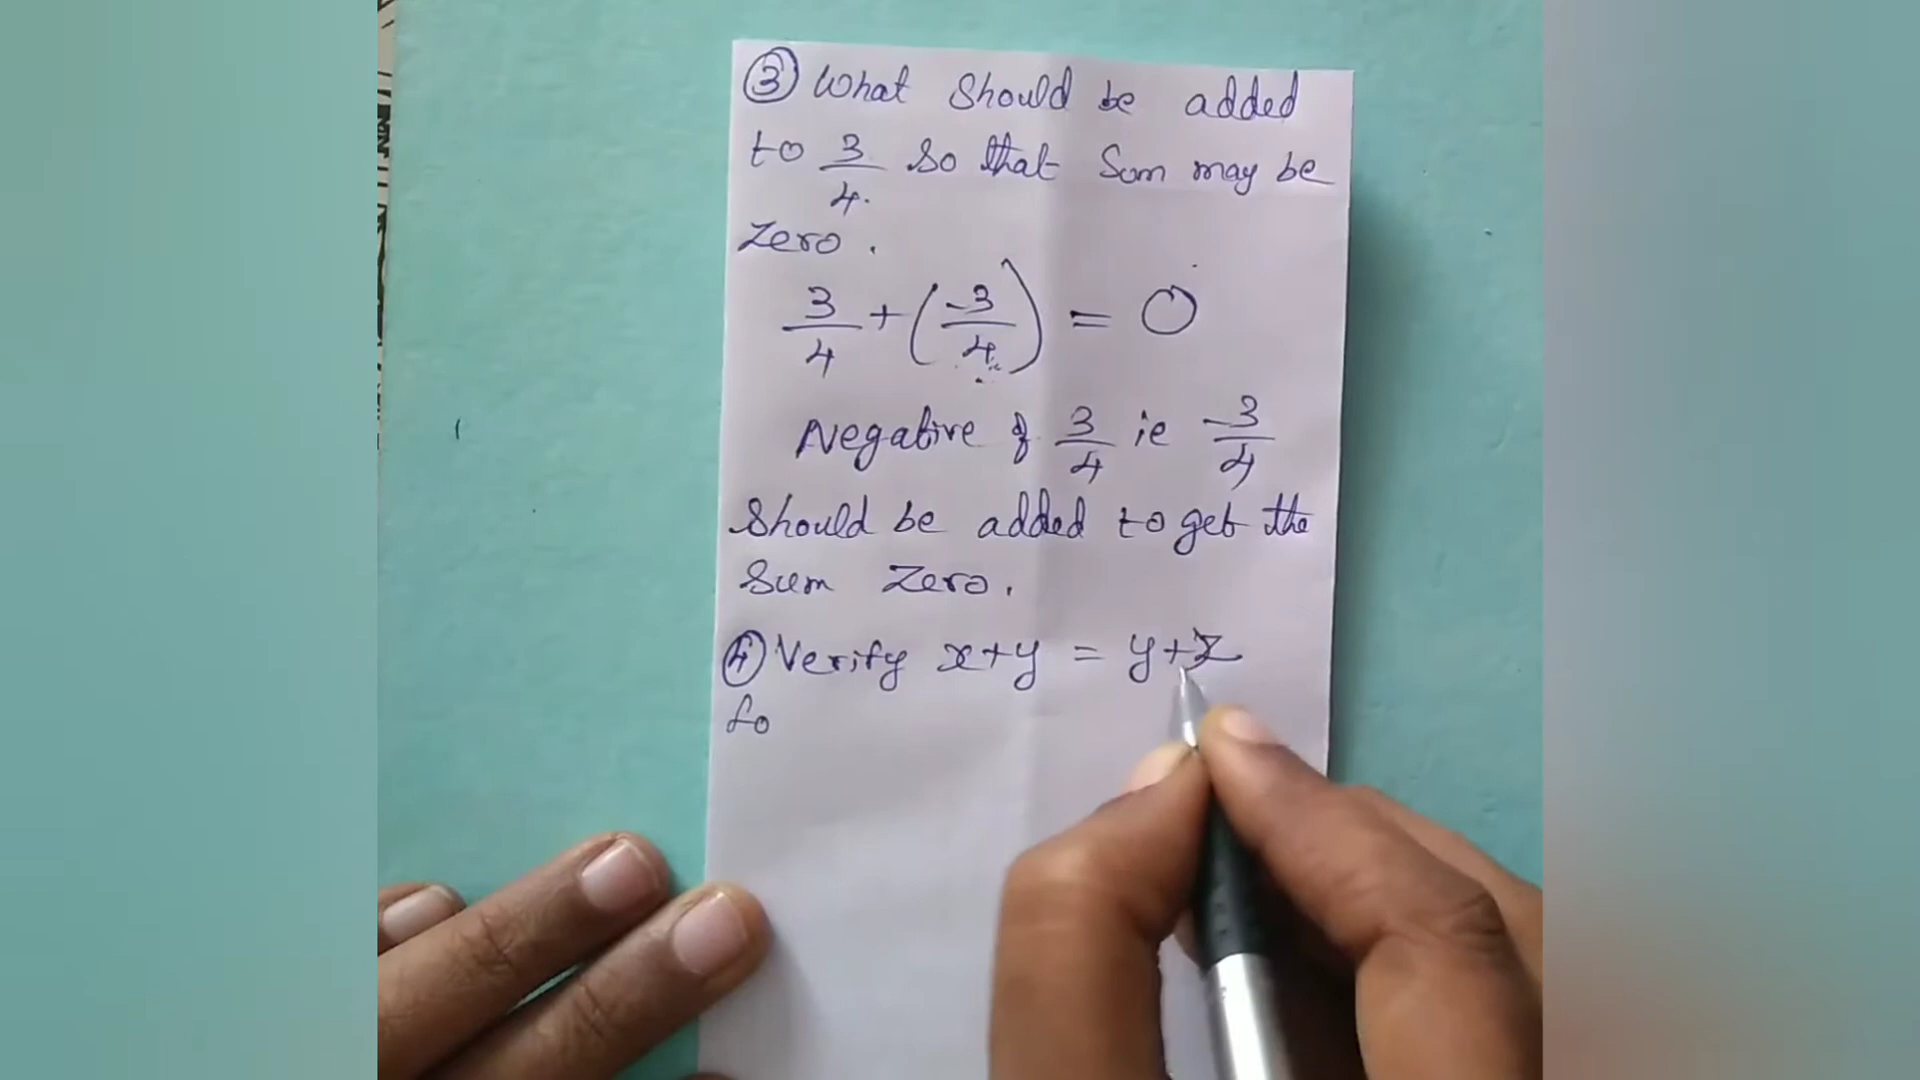 ③ What Should be added
to 3/4 So that Sum may be
Zero.
3/4 + (-3/4) = 0
Negative of 3/4 ie -3/4
Should be added to get the
Sum Zero.
④ Verify x+y = y+x
fo